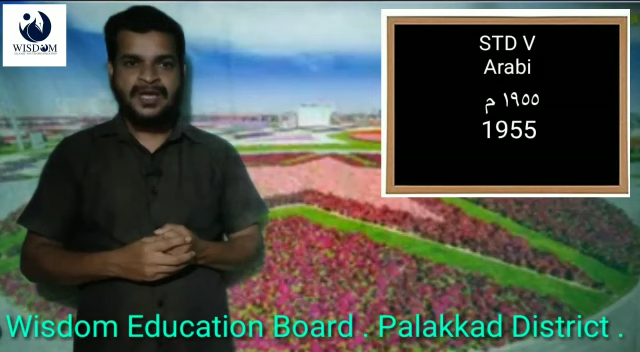 WISDOM
STD V
Arabi
١٩٥٥ م
1955
Wisdom Education Board . Palakkad District .